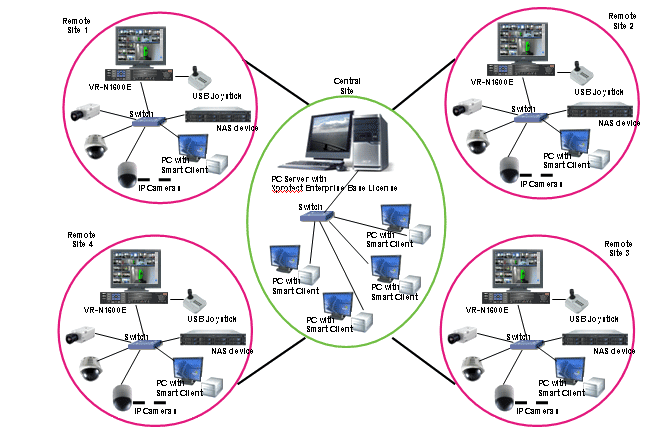 Remote
Site 1
VR-N1600E
USB Joystick
Switch
NAS device
PC with
Smart Client
IP Cameras
Remote
Site 2
VR-N1600E
USB Joystick
Switch
NAS device
PC with
Smart Client
IP Cameras
Central
Site
PC Server with
Xprotect Enterprise Base License
Switch
PC with
Smart Client
PC with
Smart Client
PC with
Smart Client
PC with
Smart Client
Remote
Site 4
VR-N1600E
USB Joystick
Switch
NAS device
PC with
Smart Client
IP Cameras
Remote
Site 3
VR-N1600E
USB Joystick
Switch
NAS device
PC with
Smart Client
IP Cameras